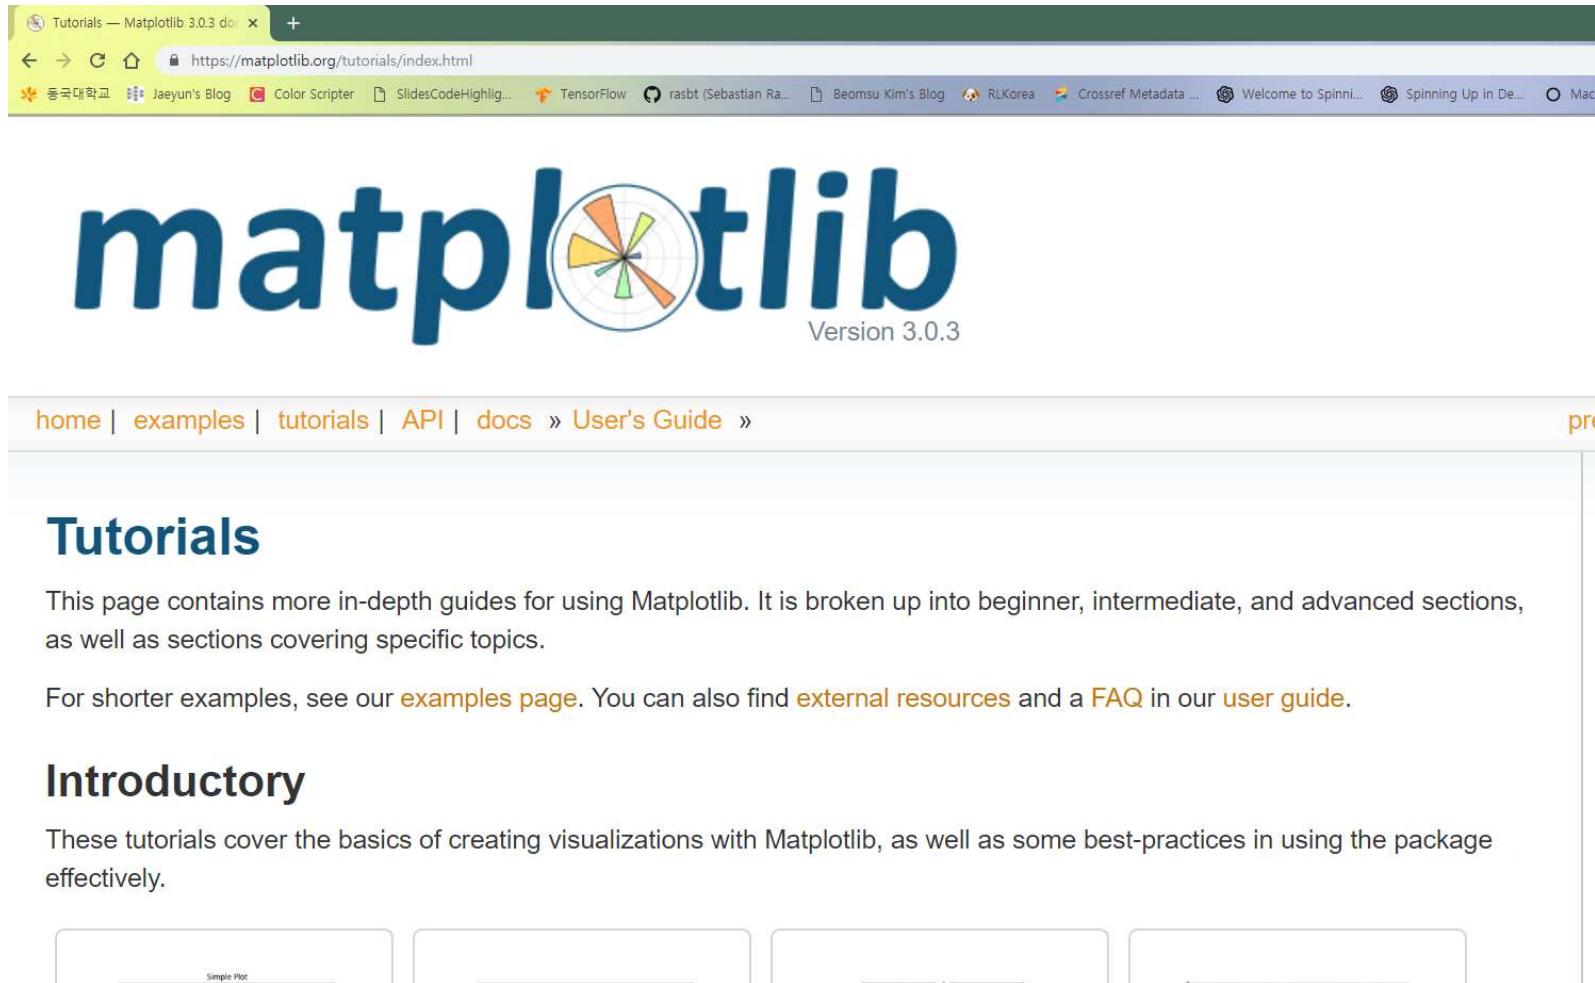 Tutorials — Matplotlib 3.0.3 do
https://matplotlib.org/tutorials/index.html
동국대학교 Jaeyun's Blog Color Scripter SlidesCodeHighlig... TensorFlow rasbt (Sebastian Ra... Beomsu Kim's Blog RLKorea Crossref Metadata ... Welcome to Spinni... Spinning Up in De... Mac
matplotlib
Version 3.0.3
home | examples | tutorials | API | docs » User's Guide » pre
Tutorials
This page contains more in-depth guides for using Matplotlib. It is broken up into beginner, intermediate, and advanced sections,
as well as sections covering specific topics.
For shorter examples, see our examples page. You can also find external resources and a FAQ in our user guide.
Introductory
These tutorials cover the basics of creating visualizations with Matplotlib, as well as some best-practices in using the package
effectively.
Simple Plot